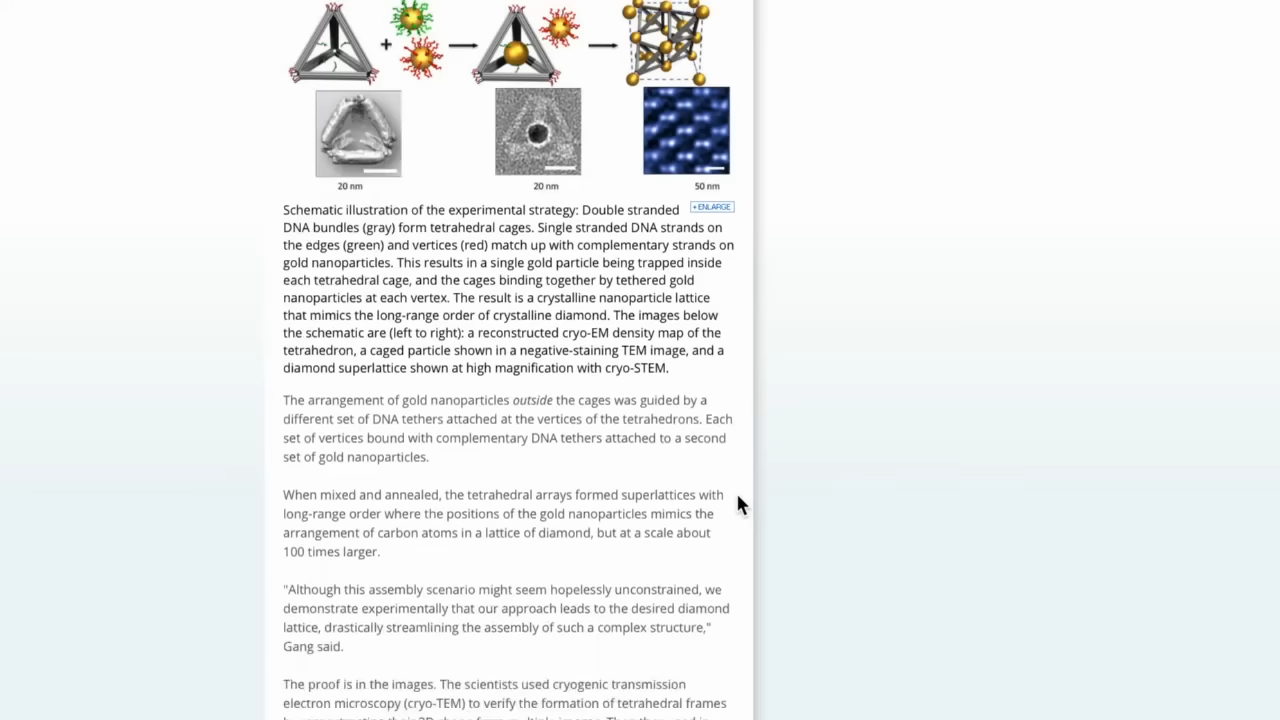 20 nm 20 nm 50 nm
Schematic illustration of the experimental strategy: Double stranded
+ENLARGE
DNA bundles (gray) form tetrahedral cages. Single stranded DNA strands on
the edges (green) and vertices (red) match up with complementary strands on
gold nanoparticles. This results in a single gold particle being trapped inside
each tetrahedral cage, and the cages binding together by tethered gold
nanoparticles at each vertex. The result is a crystalline nanoparticle lattice
that mimics the long-range order of crystalline diamond. The images below
the schematic are (left to right): a reconstructed cryo-EM density map of the
tetrahedron, a caged particle shown in a negative-staining TEM image, and a
diamond superlattice shown at high magnification with cryo-STEM.
The arrangement of gold nanoparticles outside the cages was guided by a
different set of DNA tethers attached at the vertices of the tetrahedrons. Each
set of vertices bound with complementary DNA tethers attached to a second
set of gold nanoparticles.
When mixed and annealed, the tetrahedral arrays formed superlattices with
long-range order where the positions of the gold nanoparticles mimics the
arrangement of carbon atoms in a lattice of diamond, but at a scale about
100 times larger.
"Although this assembly scenario might seem hopelessly unconstrained, we
demonstrate experimentally that our approach leads to the desired diamond
lattice, drastically streamlining the assembly of such a complex structure,"
Gang said.
The proof is in the images. The scientists used cryogenic transmission
electron microscopy (cryo-TEM) to verify the formation of tetrahedral frames